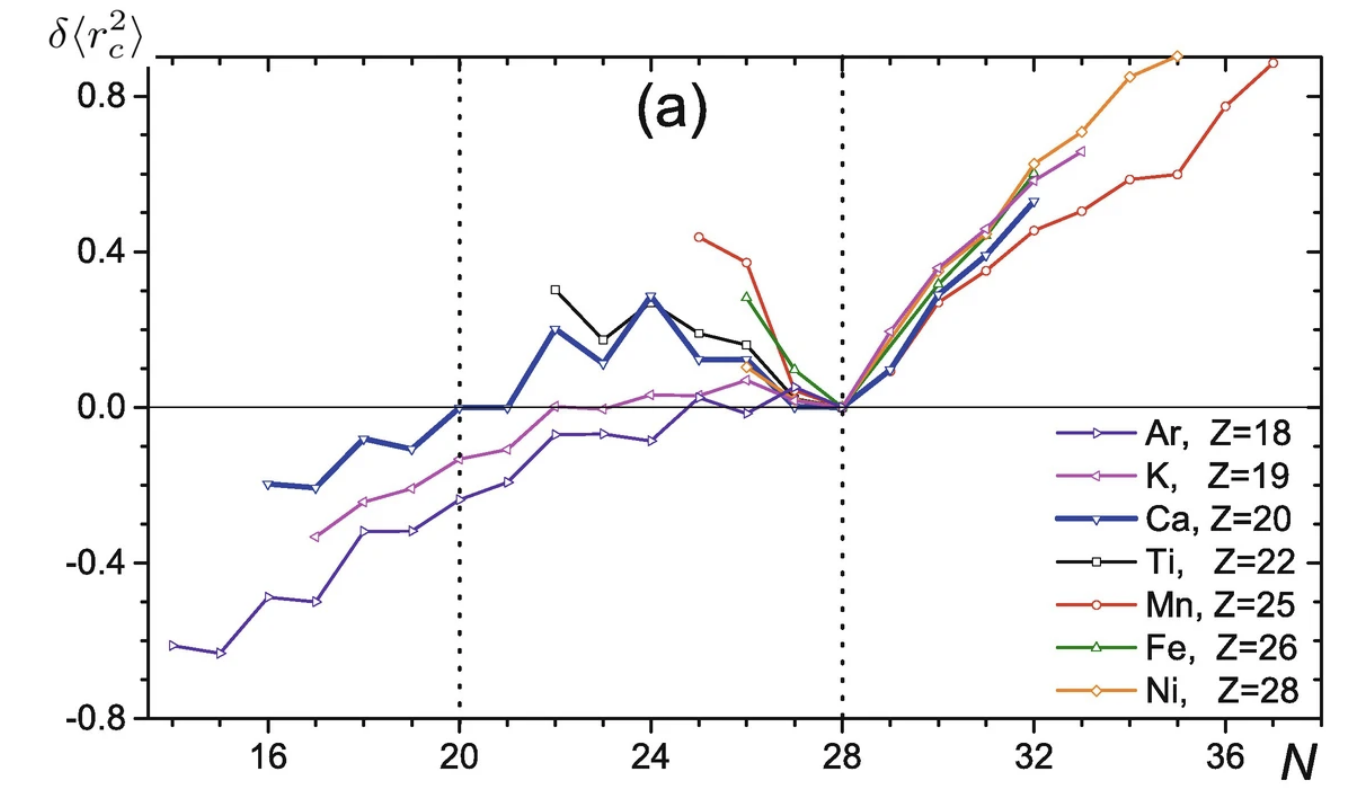 δ⟨r_c^2⟩
(a)
0.8
0.4
0.0
-0.4
-0.8
Ar, Z=18
K, Z=19
Ca, Z=20
Ti, Z=22
Mn, Z=25
Fe, Z=26
Ni, Z=28
16 20 24 28 32 36 N